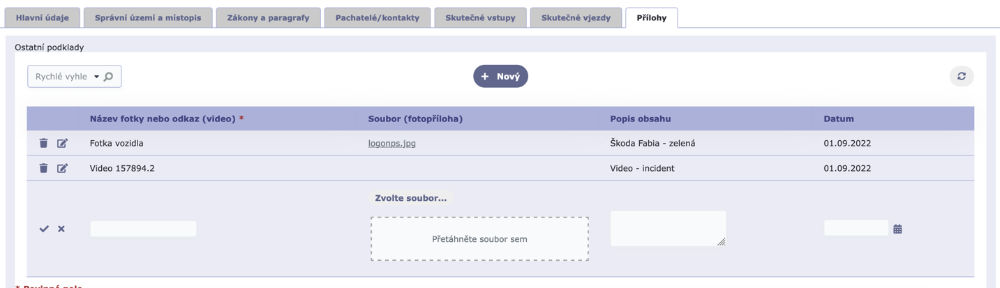 Hlavní údaje Správní území a místopis Zákony a paragrafy Pachatelé/kontakty Skutečné vstupy Skutečné vjezdy Přílohy
Ostatní podklady
Rychlé vyhle + Nový
Název fotky nebo odkaz (video) * Soubor (fotopříloha) Popis obsahu Datum
Fotka vozidla logonps.jpg Škoda Fabia - zelená 01.09.2022
Video 157894.2 Video - incident 01.09.2022
Zvolte soubor...
Přetáhněte soubor sem
* Povinné pole